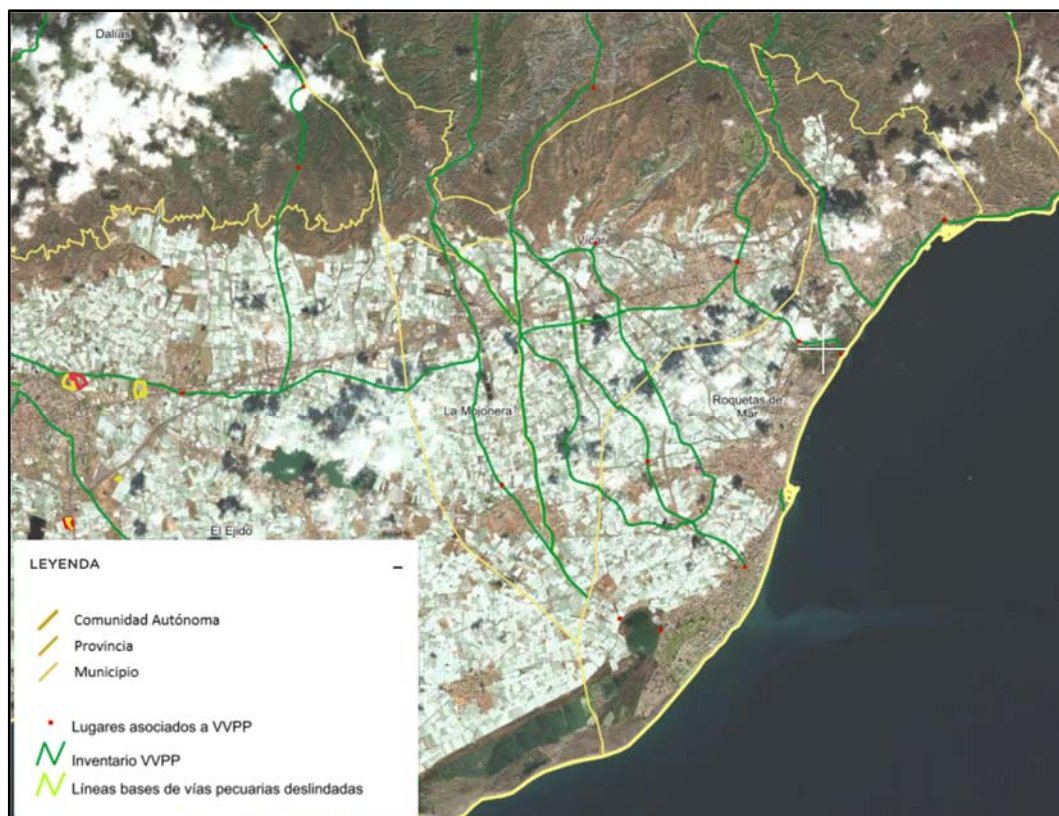 Dalías
Vícar
La Mojonera
Roquetas de
Mar
El Ejido
LEYENDA
Comunidad Autónoma
Provincia
Municipio
Lugares asociados a VVPP
Inventario VVPP
Líneas bases de vías pecuarias deslindadas